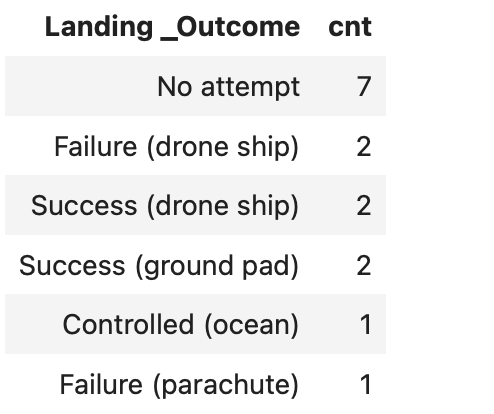 Landing _Outcome cnt
No attempt 7
Failure (drone ship) 2
Success (drone ship) 2
Success (ground pad) 2
Controlled (ocean) 1
Failure (parachute) 1